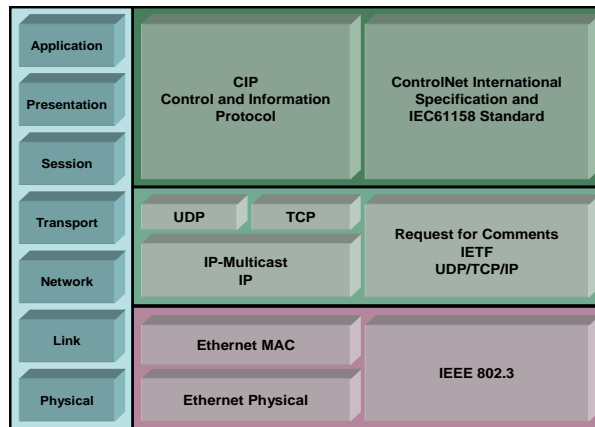 Application
Presentation
Session
Transport
Network
Link
Physical
CIP
Control and Information
Protocol
ControlNet International
Specification and
IEC61158 Standard
UDP
TCP
IP-Multicast
IP
Request for Comments
IETF
UDP/TCP/IP
Ethernet MAC
Ethernet Physical
IEEE 802.3